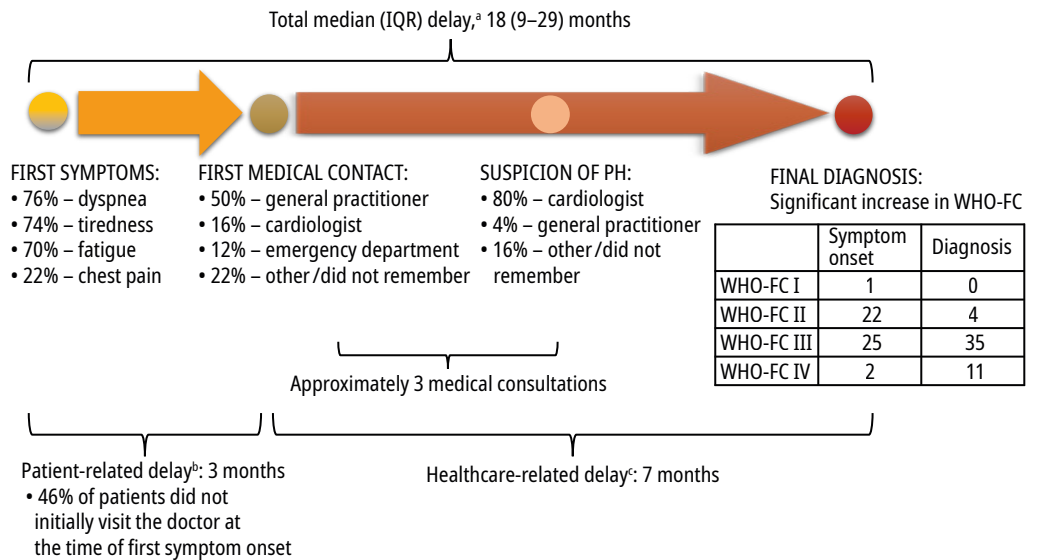 Total median (IQR) delay,ᵃ 18 (9–29) months
FIRST SYMPTOMS:
• 76% – dyspnea
• 74% – tiredness
• 70% – fatigue
• 22% – chest pain
FIRST MEDICAL CONTACT:
• 50% – general practitioner
• 16% – cardiologist
• 12% – emergency department
• 22% – other/did not remember
SUSPICION OF PH:
• 80% – cardiologist
• 4% – general practitioner
• 16% – other/did not
remember
FINAL DIAGNOSIS:
Significant increase in WHO-FC
Symptom
onset
Diagnosis
WHO-FC I 1 0
WHO-FC II 22 4
WHO-FC III 25 35
WHO-FC IV 2 11
Approximately 3 medical consultations
Patient-related delayᵇ: 3 months
• 46% of patients did not
initially visit the doctor at
the time of first symptom onset
Healthcare-related delayᶜ: 7 months